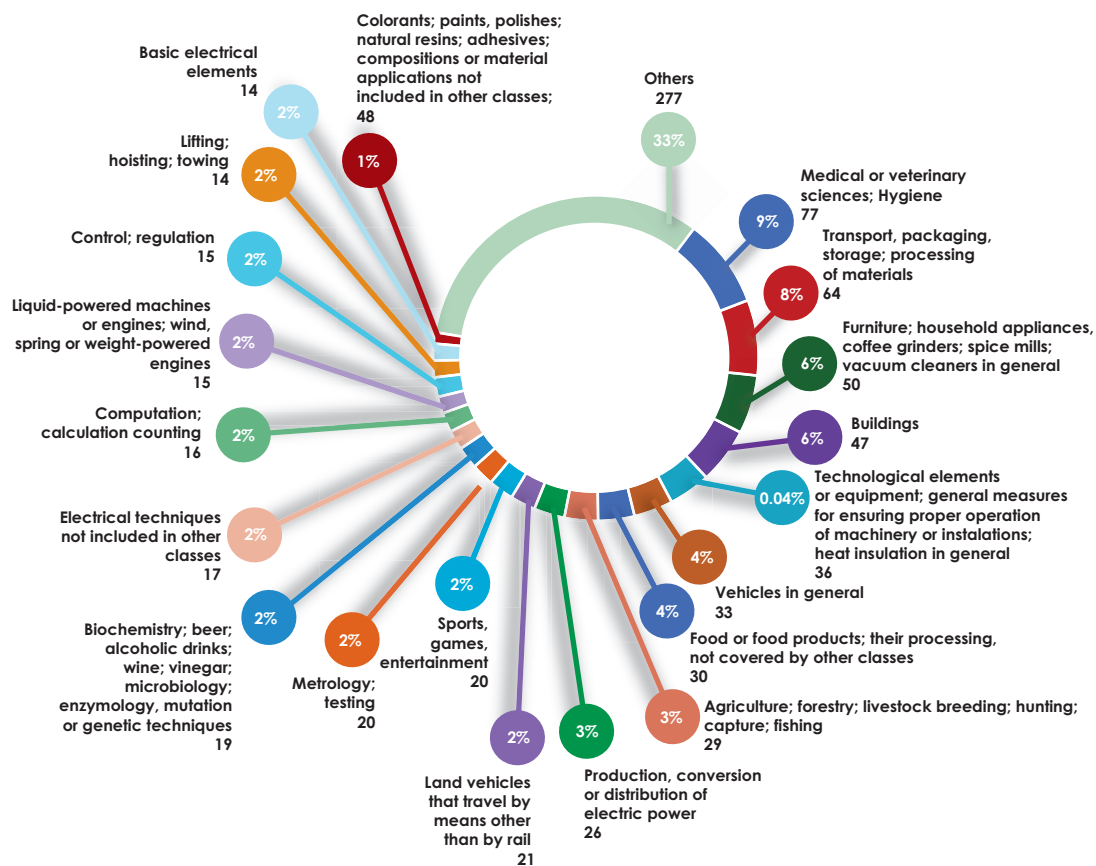 Colorants; paints, polishes;
natural resins; adhesives;
compositions or material
applications not
included in other classes;
48
1%
Others
277
33%
Medical or veterinary
sciences; Hygiene
77
9%
Transport, packaging,
storage; processing
of materials
64
8%
Furniture; household appliances,
coffee grinders; spice mills;
vacuum cleaners in general
50
6%
Buildings
47
6%
Technological elements
or equipment; general measures
for ensuring proper operation
of machinery or instalations;
heat insulation in general
36
0.04%
Vehicles in general
33
4%
Food or food products; their processing,
not covered by other classes
30
4%
Agriculture; forestry; livestock breeding; hunting;
capture; fishing
29
3%
Production, conversion
or distribution of
electric power
26
3%
Land vehicles
that travel by
means other
than by rail
21
2%
Sports,
games,
entertainment
20
2%
Metrology;
testing
20
2%
Biochemistry; beer;
alcoholic drinks;
wine; vinegar;
microbiology;
enzymology, mutation
or genetic techniques
19
2%
Electrical techniques
not included in other
classes
17
2%
Computation;
calculation counting
16
2%
Liquid-powered machines
or engines; wind,
spring or weight-powered
engines
15
2%
Control; regulation
15
2%
Lifting;
hoisting; towing
14
2%
Basic electrical
elements
14
2%